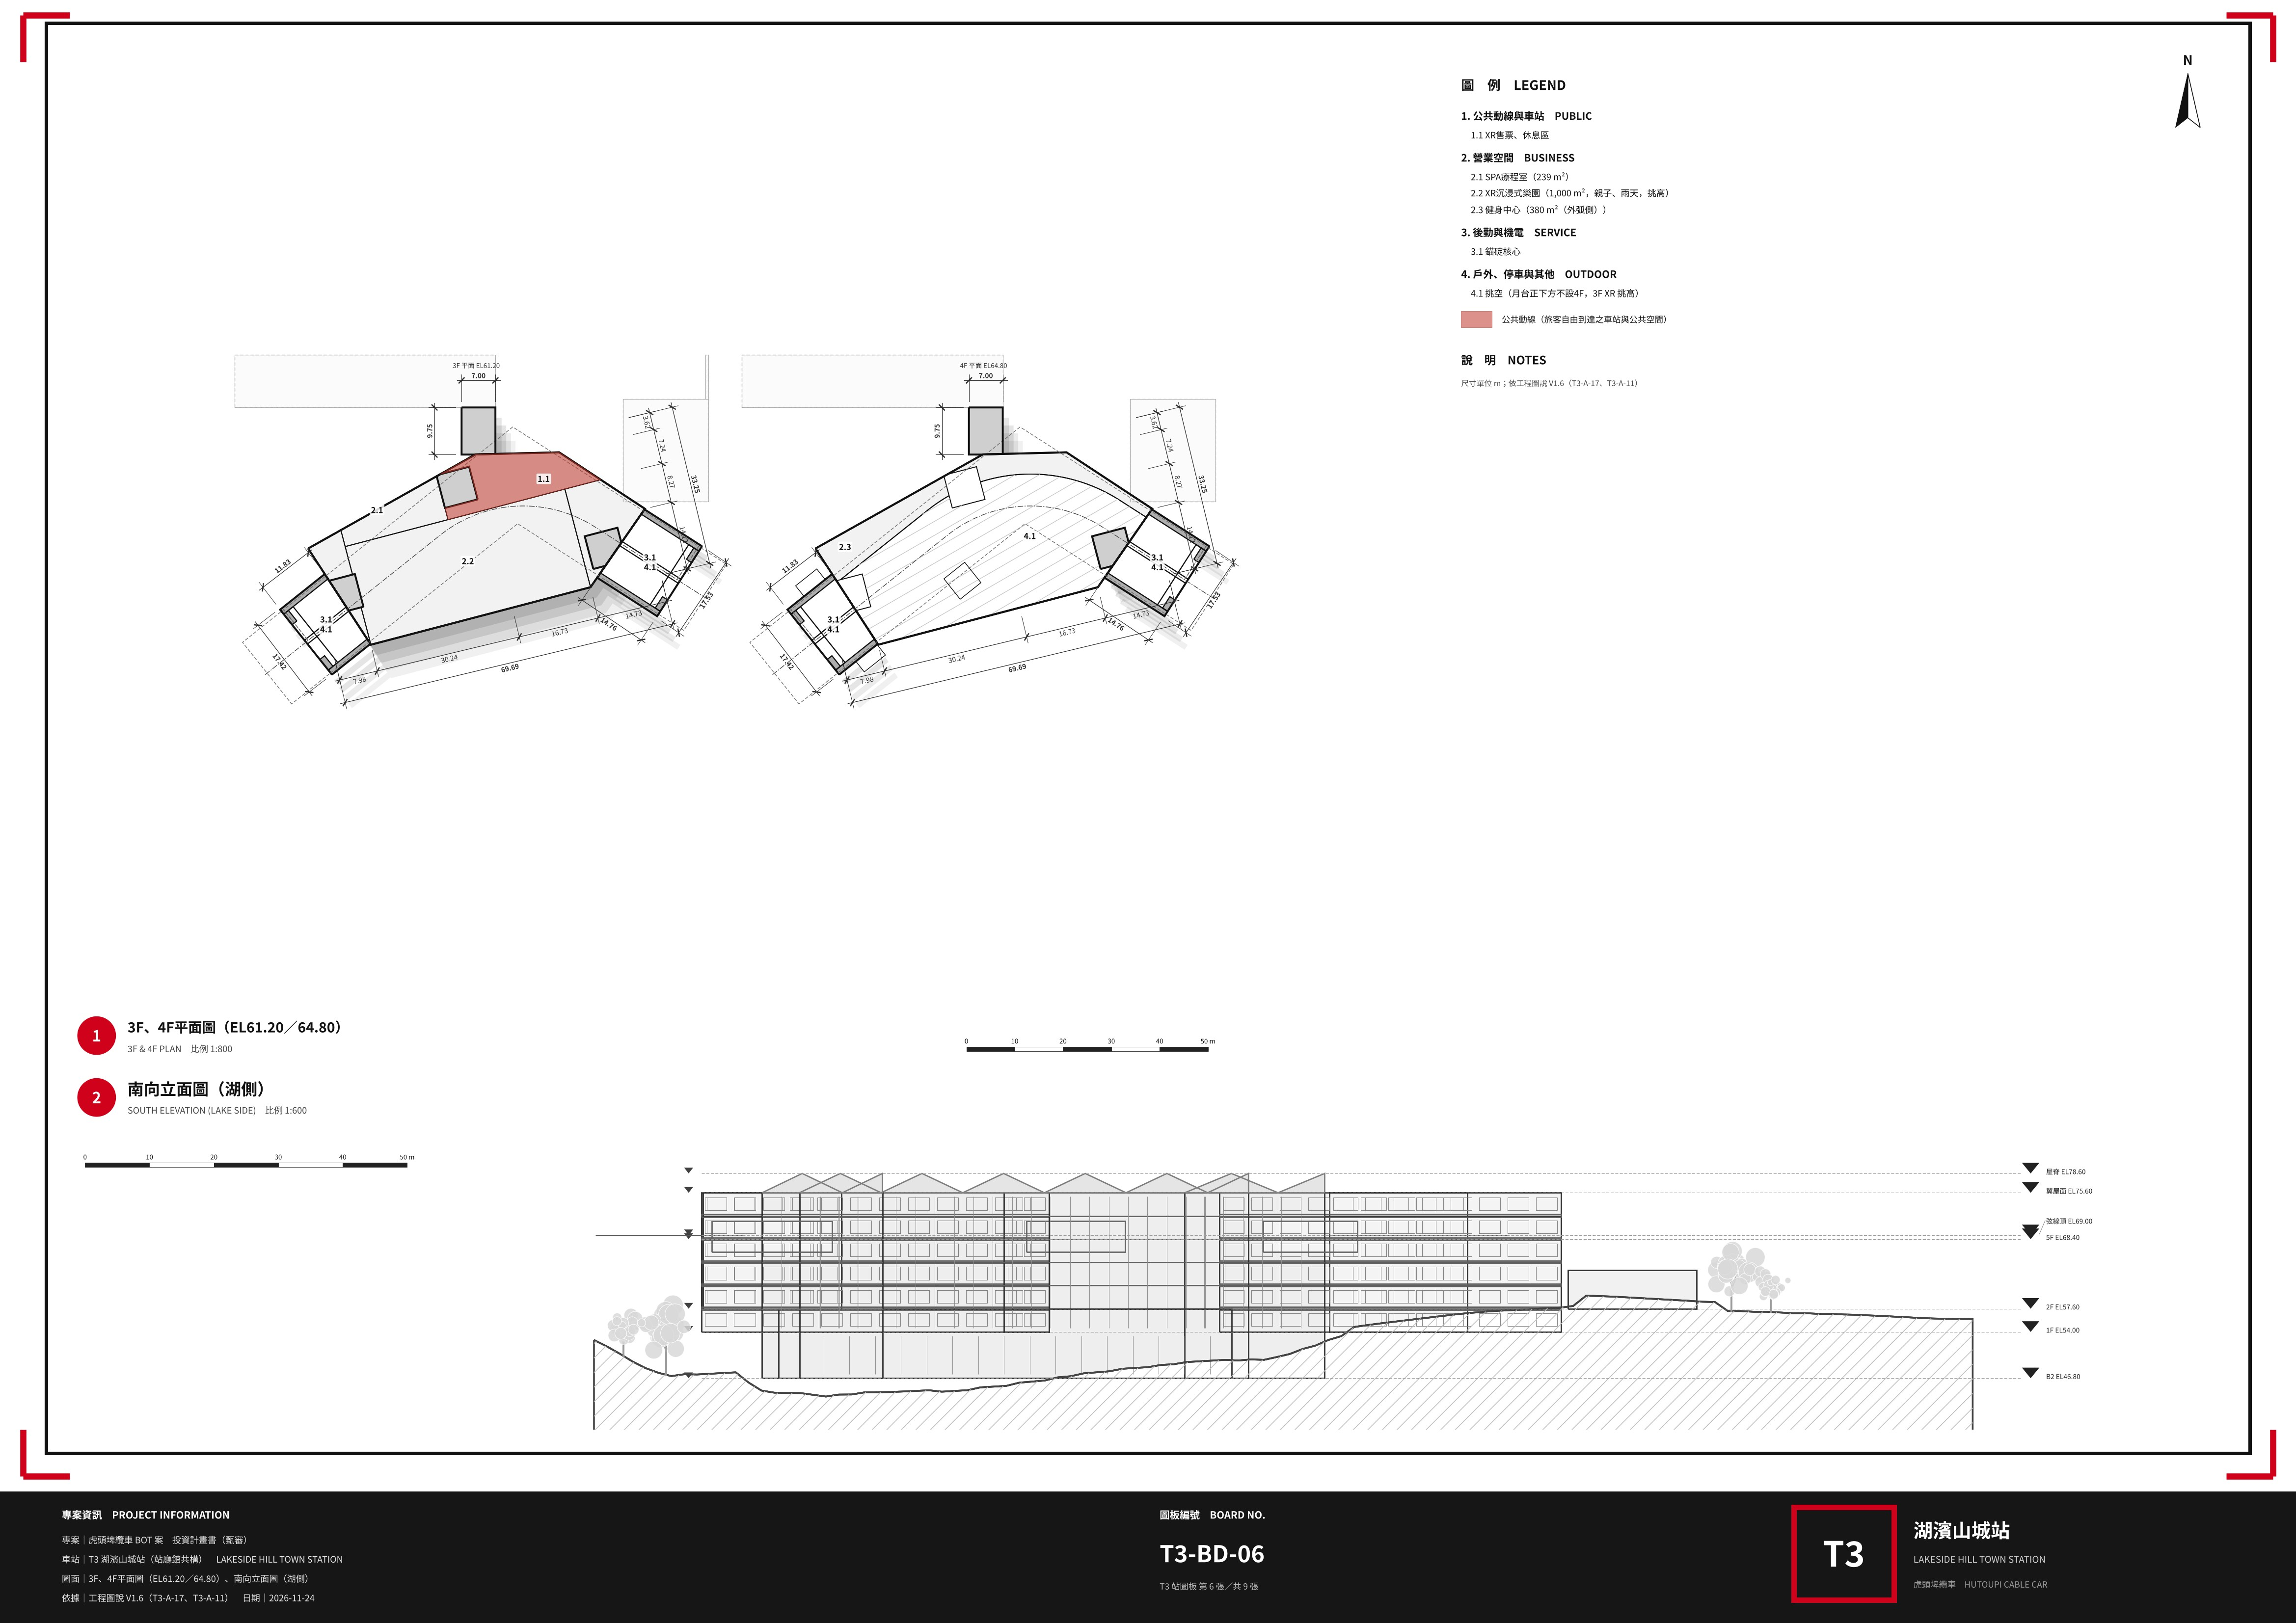 N
圖 例 LEGEND
1. 公共動線與車站 PUBLIC
1.1 XR售票、休息區
2. 營業空間 BUSINESS
2.1 SPA療程室（239 m²）
2.2 XR沉浸式樂園（1,000 m²，親子、雨天，挑高）
2.3 健身中心（380 m²（外弧側））
3. 後勤與機電 SERVICE
3.1 錨碇核心
4. 戶外、停車與其他 OUTDOOR
4.1 挑空（月台正下方不設4F，3F XR 挑高）
公共動線（旅客自由到達之車站與公共空間）
說 明 NOTES
尺寸單位 m；依工程圖說 V1.6（T3-A-17、T3-A-11）
3F 平面 EL61.20
7.00
9.75
3.62
7.24
8.27
33.25
1.1
2.1
2.2
11.83
3.1
4.1
3.1
4.1
17.42
17.53
14.73
14.76
16.73
30.24
7.98
69.69
4F 平面 EL64.80
7.00
9.75
3.62
7.24
8.27
33.25
4.1
2.3
11.83
3.1
4.1
3.1
4.1
17.42
17.53
14.73
14.76
16.73
30.24
7.98
69.69
1
3F、4F平面圖（EL61.20／64.80）
3F & 4F PLAN 比例 1:800
0 10 20 30 40 50 m
2
南向立面圖（湖側）
SOUTH ELEVATION (LAKE SIDE) 比例 1:600
0 10 20 30 40 50 m
屋脊 EL78.60
翼屋面 EL75.60
弦線頂 EL69.00
5F EL68.40
2F EL57.60
1F EL54.00
B2 EL46.80
專案資訊 PROJECT INFORMATION
專案｜虎頭埤纜車 BOT 案 投資計畫書（甄審）
車站｜T3 湖濱山城站（站廳館共構） LAKESIDE HILL TOWN STATION
圖面｜3F、4F平面圖（EL61.20／64.80）、南向立面圖（湖側）
依據｜工程圖說 V1.6（T3-A-17、T3-A-11） 日期｜2026-11-24
圖板編號 BOARD NO.
T3-BD-06
T3 站圖板 第 6 張／共 9 張
T3
湖濱山城站
LAKESIDE HILL TOWN STATION
虎頭埤纜車 HUTOUPI CABLE CAR